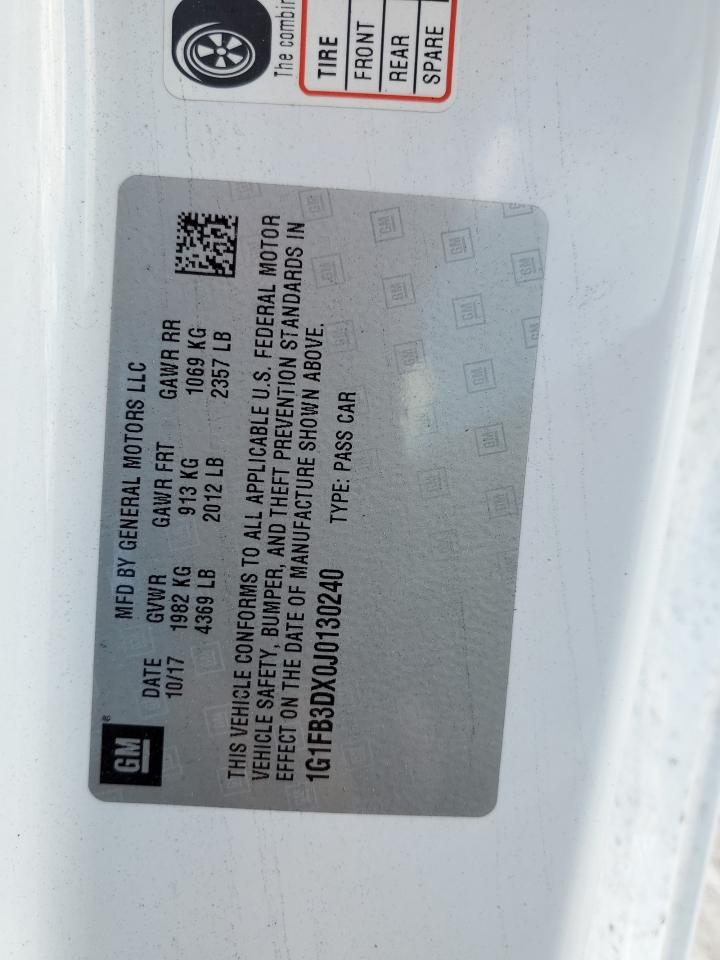 The combin
TIRE
FRONT
REAR
SPARE
GM
®
MFD BY GENERAL MOTORS LLC
DATE GVWR GAWR FRT GAWR RR
10/17 1982 KG 913 KG 1069 KG
4369 LB 2012 LB 2357 LB
THIS VEHICLE CONFORMS TO ALL APPLICABLE U.S. FEDERAL MOTOR
VEHICLE SAFETY, BUMPER, AND THEFT PREVENTION STANDARDS IN
EFFECT ON THE DATE OF MANUFACTURE SHOWN ABOVE.
1G1FB3DX0J0130240 TYPE: PASS CAR